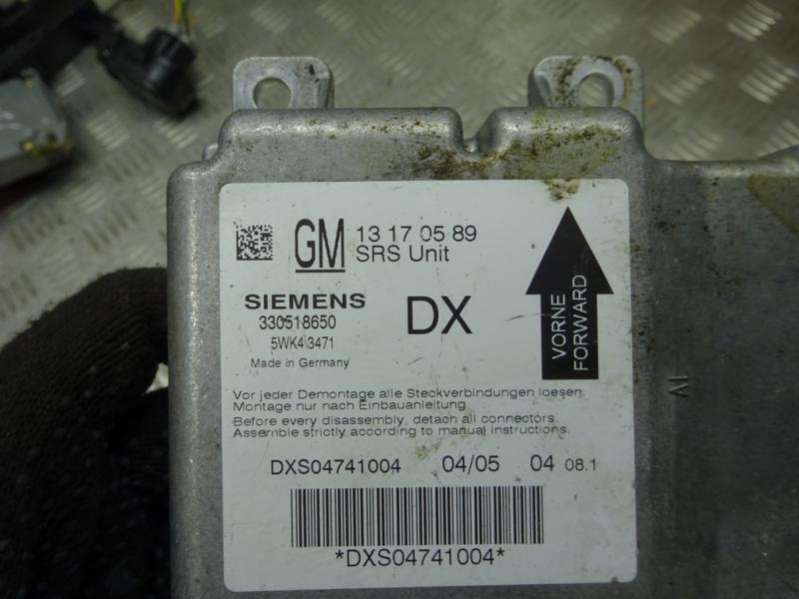 GM 13 17 05 89
SRS Unit
SIEMENS
330518650
5WK4 3471
Made in Germany
DX
VORNE
FORWARD
Vor jeder Demontage alle Steckverbindungen loesen.
Montage nur nach Einbauanleitung
Before every disassembly, detach all connectors.
Assemble strictly according to manual instructions.
DXS04741004 04/05 04 08.1
*DXS04741004*